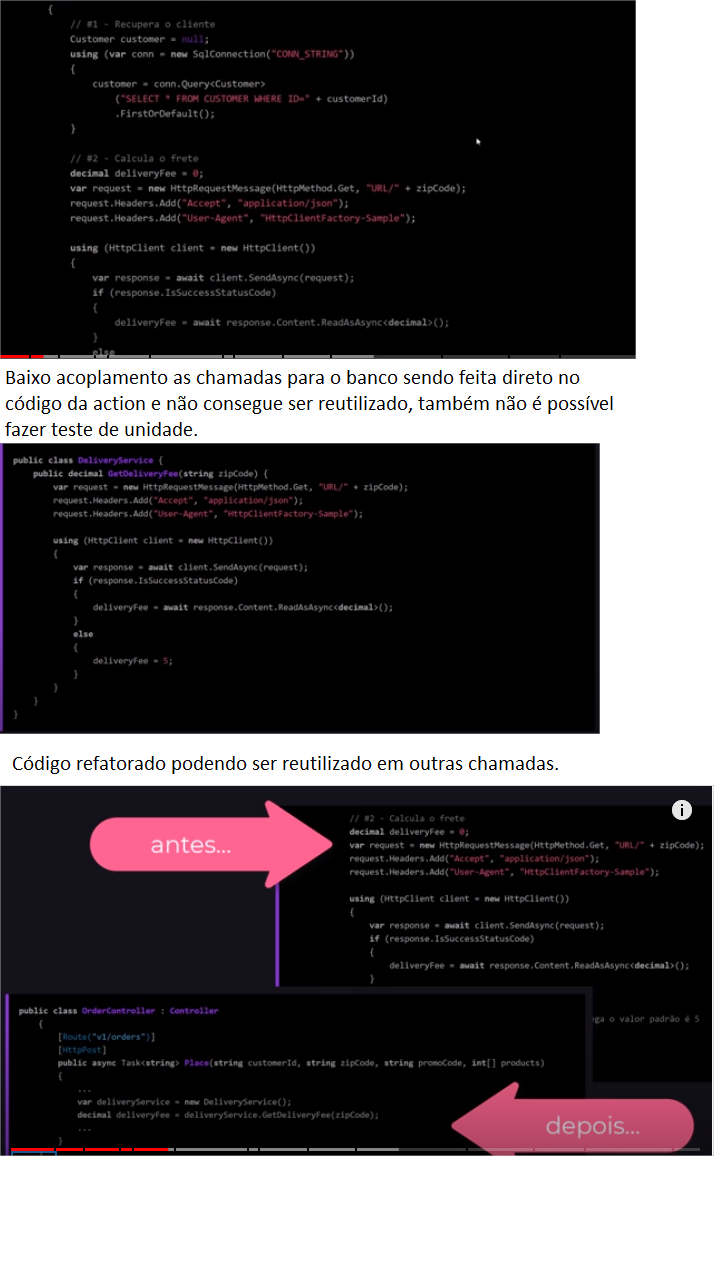 {
// #1 - Recupera o cliente
Customer customer = null;
using (var conn = new SqlConnection("CONN_STRING"))
{
customer = conn.Query<Customer>
("SELECT * FROM CUSTOMER WHERE ID=" + customerId)
.FirstOrDefault();
}
// #2 - Calcula o frete
decimal deliveryFee = 0;
var request = new HttpRequestMessage(HttpMethod.Get, "URL/" + zipCode);
request.Headers.Add("Accept", "application/json");
request.Headers.Add("User-Agent", "HttpClientFactory-Sample");
using (HttpClient client = new HttpClient())
{
var response = await client.SendAsync(request);
if (response.IsSuccessStatusCode)
{
deliveryFee = await response.Content.ReadAsAsync<decimal>();
}
else
Baixo acoplamento as chamadas para o banco sendo feita direto no
código da action e não consegue ser reutilizado, também não é possível
fazer teste de unidade.
public class DeliveryService {
public decimal GetDeliveryFee(string zipCode) {
var request = new HttpRequestMessage(HttpMethod.Get, "URL/" + zipCode);
request.Headers.Add("Accept", "application/json");
request.Headers.Add("User-Agent", "HttpClientFactory-Sample");
using (HttpClient client = new HttpClient())
{
var response = await client.SendAsync(request);
if (response.IsSuccessStatusCode)
{
deliveryFee = await response.Content.ReadAsAsync<decimal>();
}
else
{
deliveryFee = 5;
}
}
}
}
Código refatorado podendo ser reutilizado em outras chamadas.
antes...
// #2 - Calcula o frete
decimal deliveryFee = 0;
var request = new HttpRequestMessage(HttpMethod.Get, "URL/" + zipCode);
request.Headers.Add("Accept", "application/json");
request.Headers.Add("User-Agent", "HttpClientFactory-Sample");
using (HttpClient client = new HttpClient())
{
var response = await client.SendAsync(request);
if (response.IsSuccessStatusCode)
{
deliveryFee = await response.Content.ReadAsAsync<decimal>();
}
ega o valor padrão é 5
public class OrderController : Controller
{
[Route("v1/orders")]
[HttpPost]
public async Task<string> Place(string customerId, string zipCode, string promoCode, int[] products)
{
...
var deliveryService = new DeliveryService();
decimal deliveryFee = deliveryService.GetDeliveryFee(zipCode);
...
}
depois...